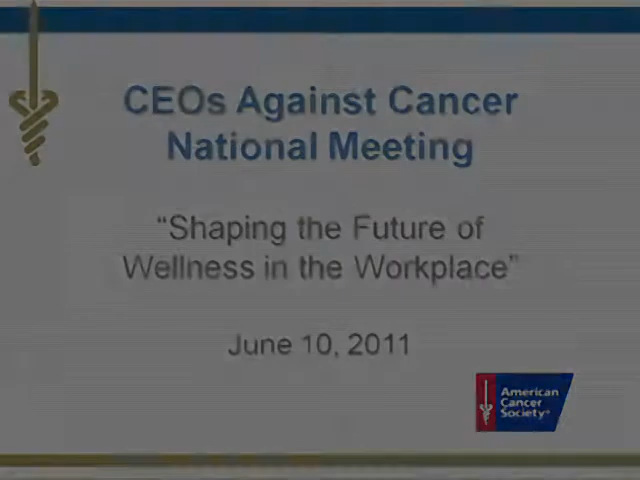 CEOs Against Cancer
National Meeting
“Shaping the Future of
Wellness in the Workplace”
June 10, 2011
American
Cancer
Society®